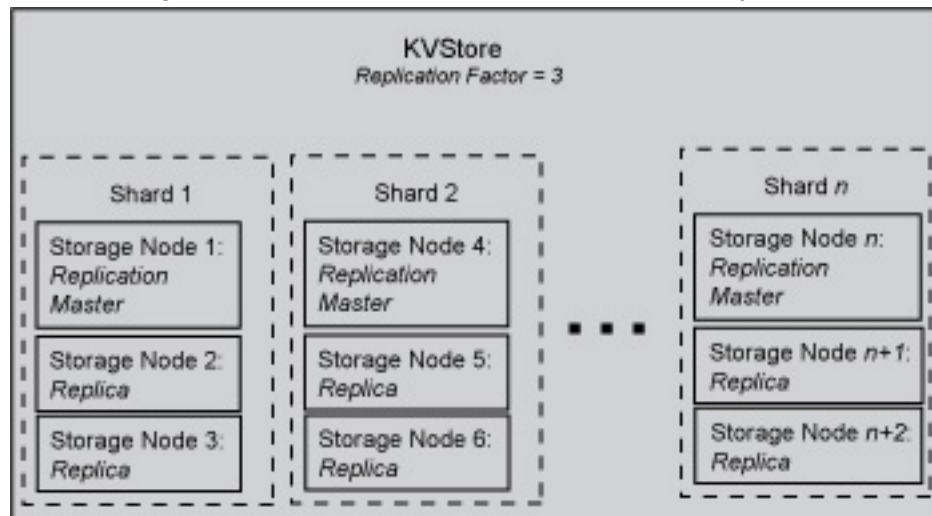 KVStore
Replication Factor = 3
Shard 1
Storage Node 1:
Replication
Master
Storage Node 2:
Replica
Storage Node 3:
Replica
Shard 2
Storage Node 4:
Replication
Master
Storage Node 5:
Replica
Storage Node 6:
Replica
Shard n
Storage Node n:
Replication
Master
Storage Node n+1:
Replica
Storage Node n+2:
Replica